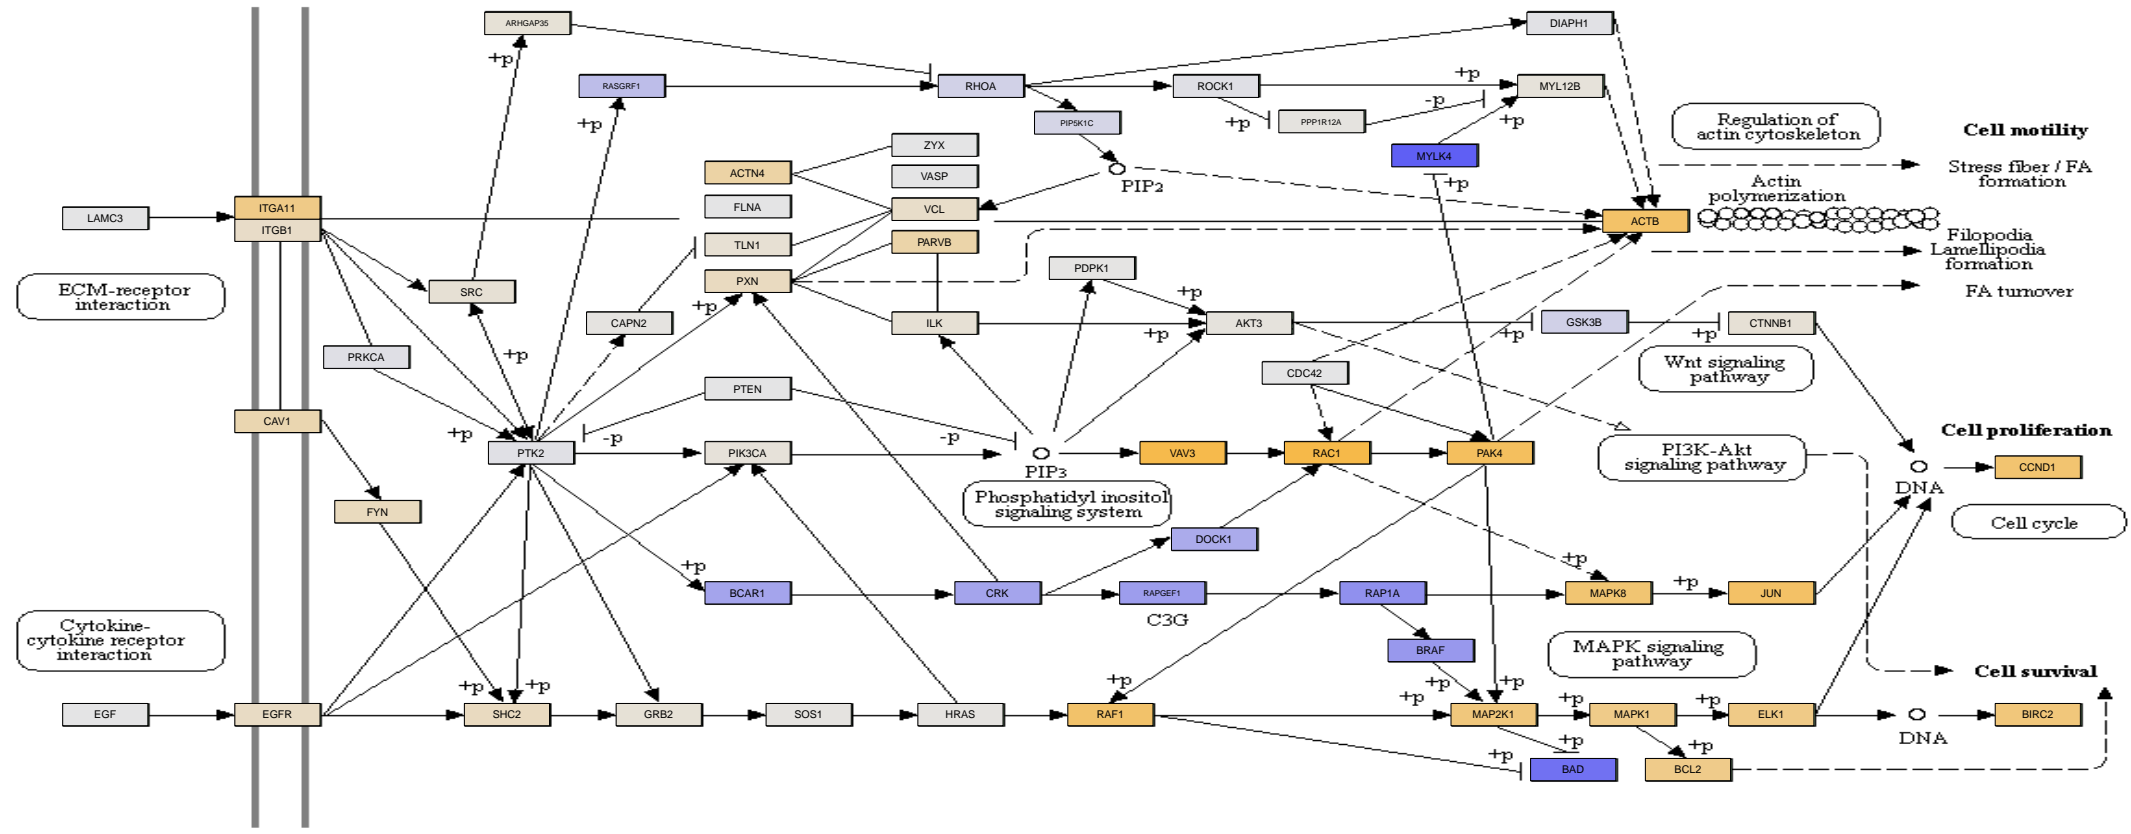 ARHGAP35
DIAPH1
+p
RASGRF1
RHOA
ROCK1
+p
MYL12B
PIP5K1C
-p
+p
PPP1R12A
+p
+p
Regulation of
actin cytoskeleton
Cell motility
ZYX
MYLK4
ACTN4
VASP
PIP2
+p
Stress fiber / FA
formation
Actin
polymerization
LAMC3
ITGA11
ITGB1
FLNA
VCL
ACTB
TLN1
PARVB
Filopodia
Lamellipodia
formation
PDPK1
ECM-receptor
interaction
SRC
PXN
+p
+p
FA turnover
CAPN2
ILK
+p
AKT3
GSK3B
+p
+p
CTNNB1
PRKCA
+p
Wnt signaling
pathway
CDC42
PTEN
CAV1
+p
-p
-p
Cell proliferation
PTK2
PIK3CA
PIP3
VAV3
RAC1
PAK4
PI3K-Akt
signaling pathway
CCND1
DNA
Phosphatidyl inositol
signaling system
FYN
Cell cycle
DOCK1
+p
+p
+p
BCAR1
CRK
RAPGEF1
C3G
RAP1A
MAPK8
JUN
Cytokine-
cytokine receptor
interaction
BRAF
MAPK signaling
pathway
Cell survival
+p
+p
+p
+p
+p
+p
+p
+p
EGF
EGFR
SHC2
GRB2
SOS1
HRAS
RAF1
MAP2K1
MAPK1
ELK1
DNA
BIRC2
+p
+p
+p
BAD
BCL2